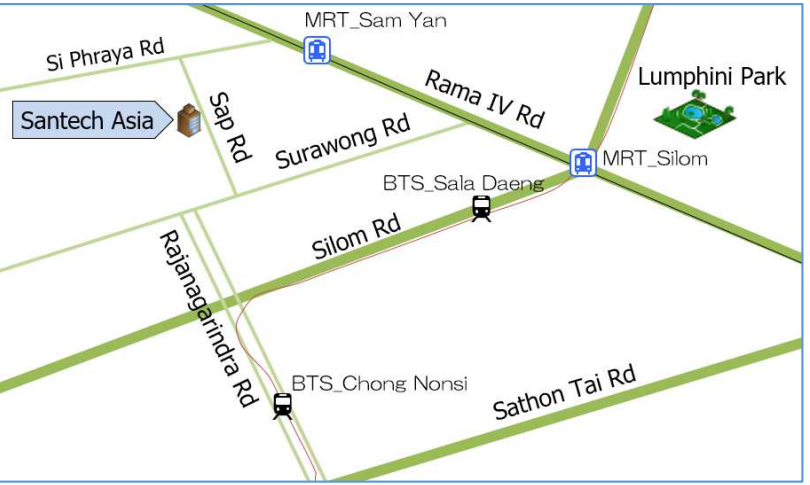 MRT_Sam Yan
Si Phraya Rd
Lumphini Park
Rama IV Rd
Santech Asia
Sap Rd
Surawong Rd
MRT_Silom
BTS_Sala Daeng
Silom Rd
Rajanagarindra Rd
BTS_Chong Nonsi
Sathon Tai Rd